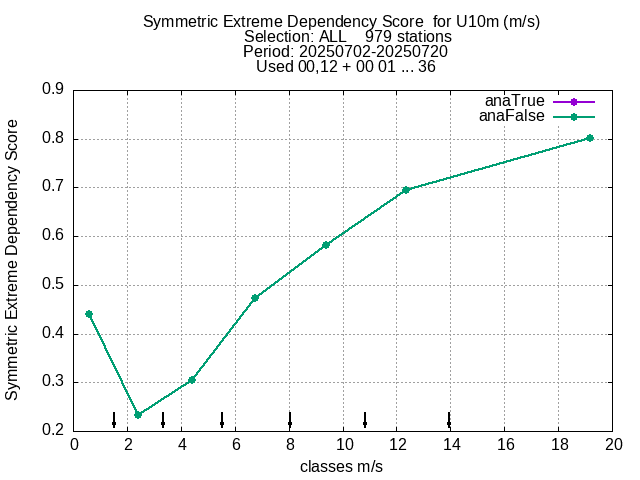 Symmetric Extreme Dependency Score  for U10m (m/s)
Selection: ALL    979 stations
Period: 20250702-20250720
Used 00,12 + 00 01 ... 36
anaTrue
anaFalse
0.9
0.8
0.7
0.6
0.5
0.4
0.3
0.2
Symmetric Extreme Dependency Score
0 2 4 6 8 10 12 14 16 18 20
classes m/s